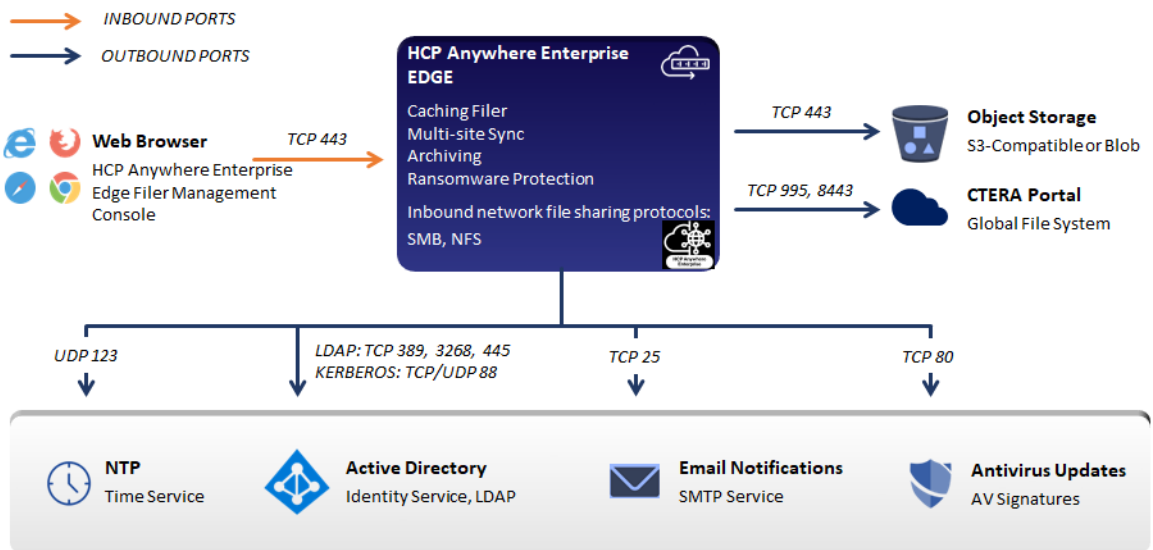 INBOUND PORTS
OUTBOUND PORTS
HCP Anywhere Enterprise
EDGE
Caching Filer
Multi-site Sync
Archiving
Ransomware Protection
Inbound network file sharing protocols:
SMB, NFS
HCP Anywhere
Enterprise
Web Browser
HCP Anywhere Enterprise
Edge Filer Management
Console
TCP 443
TCP 443
Object Storage
S3-Compatible or Blob
TCP 995, 8443
CTERA Portal
Global File System
UDP 123
LDAP: TCP 389, 3268, 445
KERBEROS: TCP/UDP 88
TCP 25
TCP 80
NTP
Time Service
Active Directory
Identity Service, LDAP
Email Notifications
SMTP Service
Antivirus Updates
AV Signatures